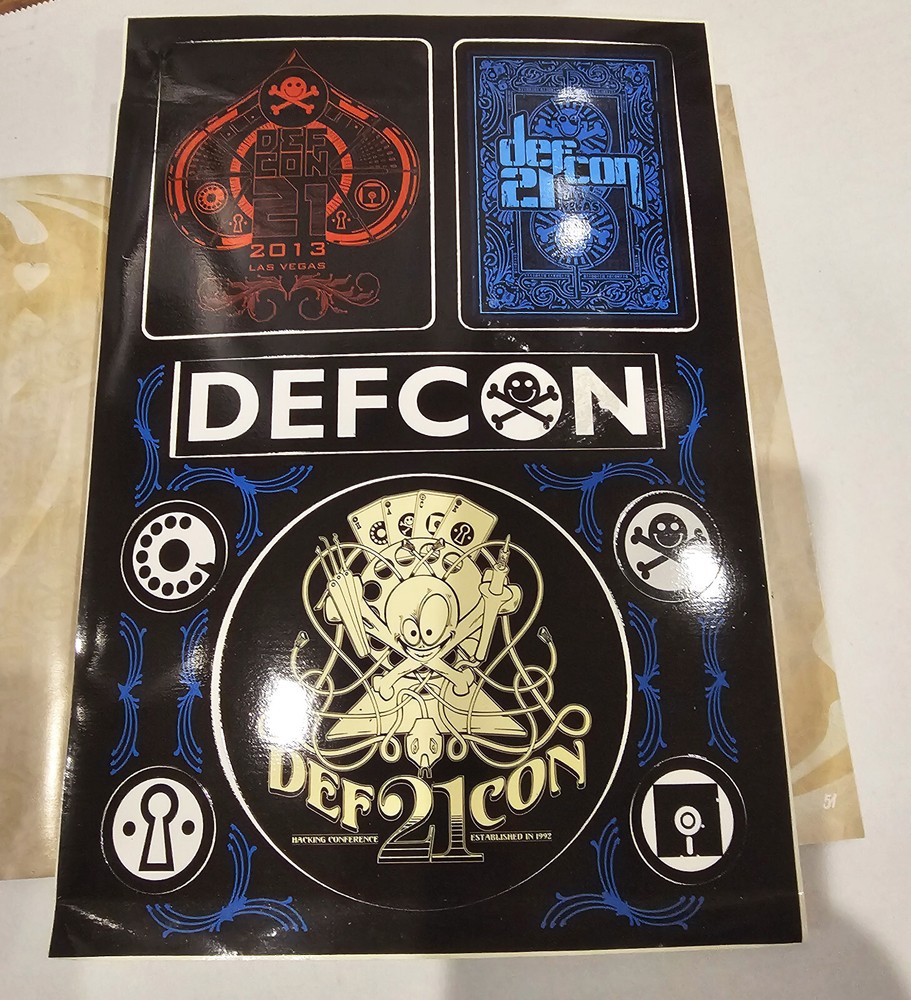 DEF
CON
21
2013
LAS VEGAS
def
con
21
VEGAS
DEFCON
DEF 21 CON
HACKING CONFERENCE ESTABLISHED IN 1992
51